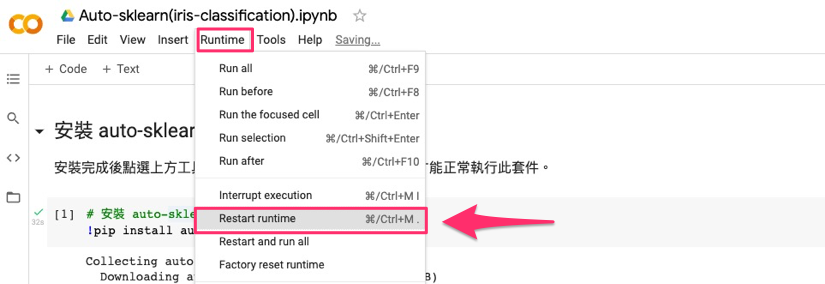 Auto-sklearn(iris-classification).ipynb
File Edit View Insert Runtime Tools Help Saving...
+ Code + Text
Run all ⌘/Ctrl+F9
Run before ⌘/Ctrl+F8
Run the focused cell ⌘/Ctrl+Enter
Run selection ⌘/Ctrl+Shift+Enter
Run after ⌘/Ctrl+F10
Interrupt execution ⌘/Ctrl+M I
Restart runtime ⌘/Ctrl+M .
Restart and run all
Factory reset runtime
安裝 auto-sklearn
安裝完成後點選上方工具 能正常執行此套件。
[1] # 安裝 auto-skle
32s !pip install au
Collecting auto
Downloading a B)